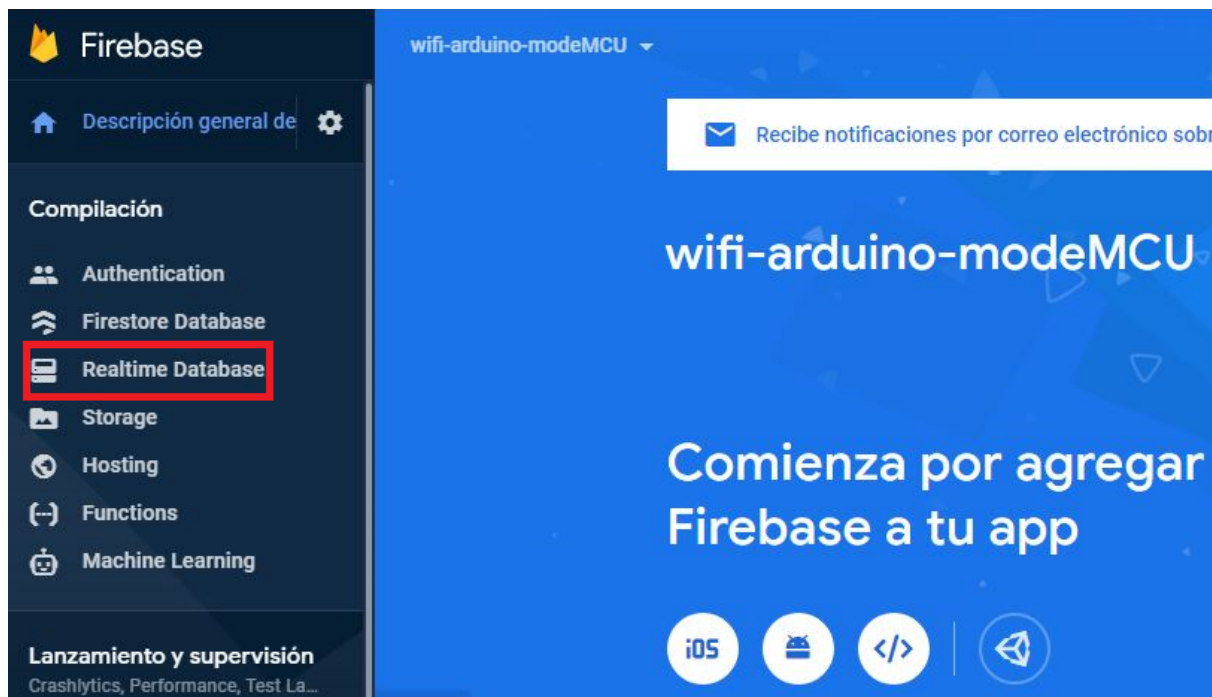 Firebase
Descripción general de
Compilación
Authentication
Firestore Database
Realtime Database
Storage
Hosting
Functions
Machine Learning
Lanzamiento y supervisión
Crashlytics, Performance, Test La...
wifi-arduino-modeMCU
Recibe notificaciones por correo electrónico sobr
wifi-arduino-modeMCU
Comienza por agregar
Firebase a tu app
iOS